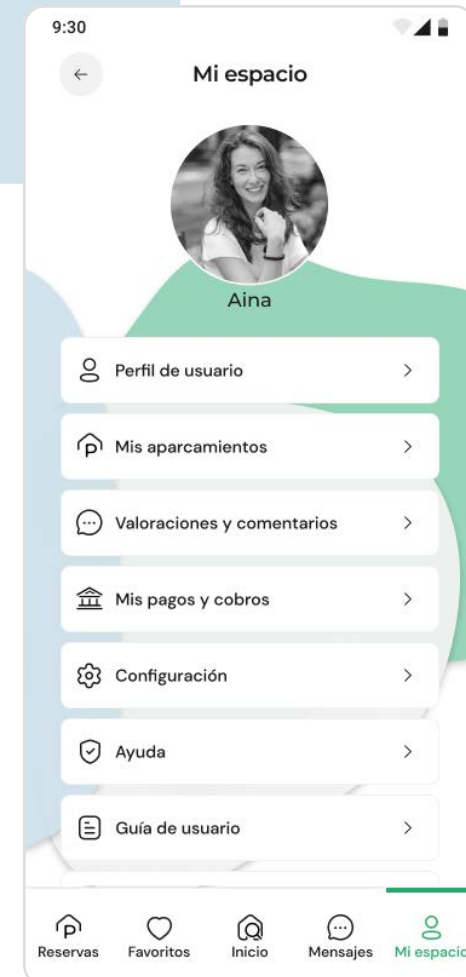 9:30
Mi espacio
Aina
Perfil de usuario
Mis aparcamientos
Valoraciones y comentarios
Mis pagos y cobros
Configuración
Ayuda
Guía de usuario
Reservas Favoritos Inicio Mensajes Mi espacio